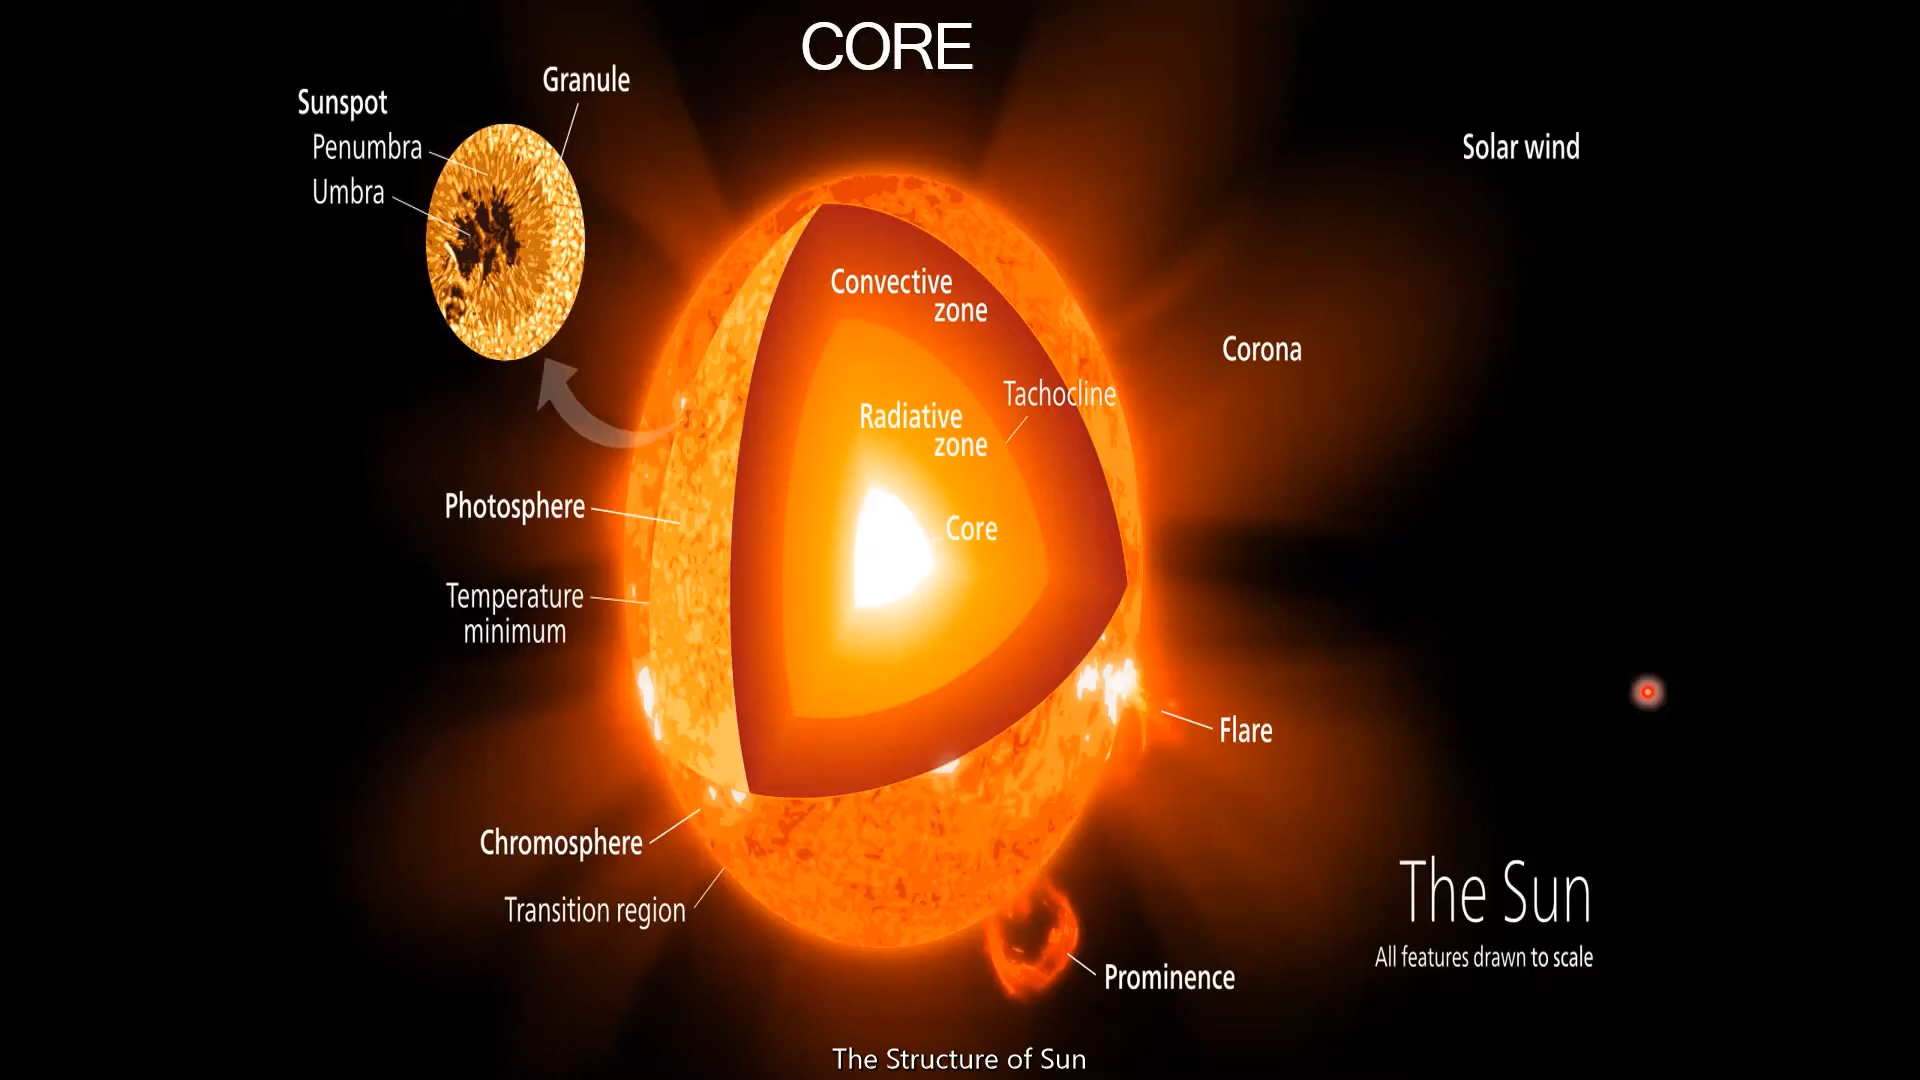 CORE
Granule
Sunspot
Penumbra
Umbra
Solar wind
Convective
zone
Corona
Tachocline
Radiative
zone
Photosphere
Core
Temperature
minimum
Flare
Chromosphere
Transition region
The Sun
All features drawn to scale
Prominence
The Structure of Sun